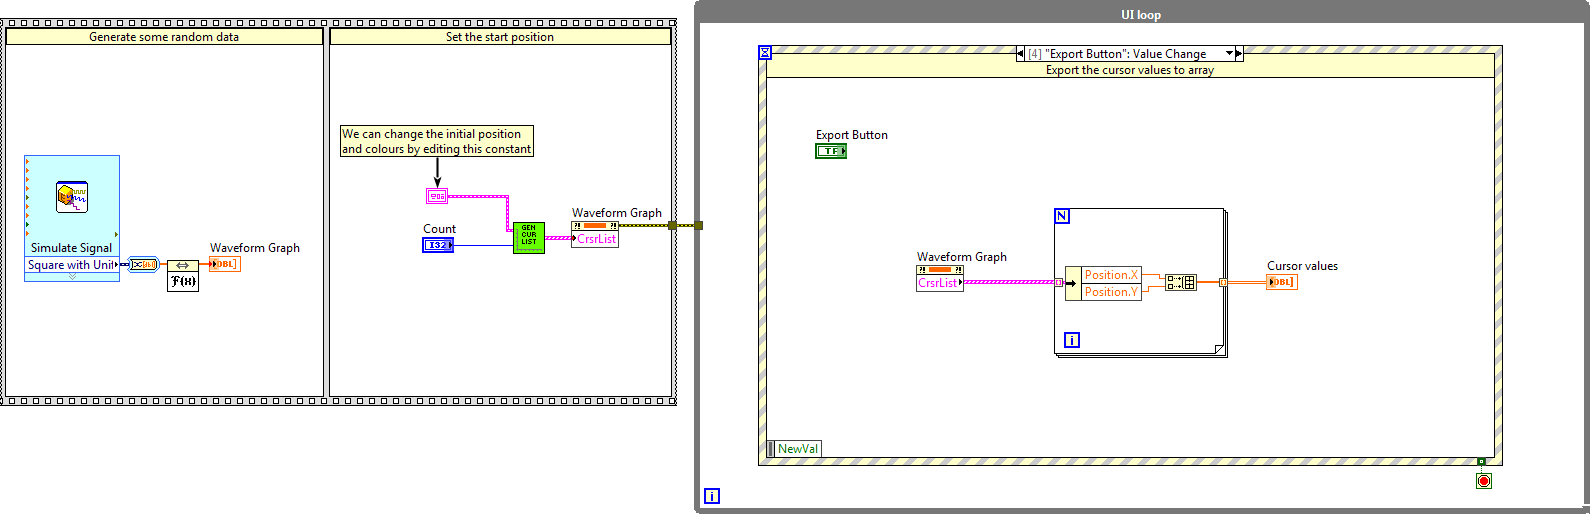 Generate some random data
Set the start position
We can change the initial position
and colours by editing this constant
Simulate Signal
Square with Unif
Waveform Graph
DBL]
F(x)
Count
I32
GEN
CUR
LIST
Waveform Graph
?! ?!
CrsrList
UI loop
[4] "Export Button": Value Change
Export the cursor values to array
Export Button
TF
Waveform Graph
?! ?!
CrsrList
N
Position.X
Position.Y
i
Cursor values
DBL]
NewVal
i